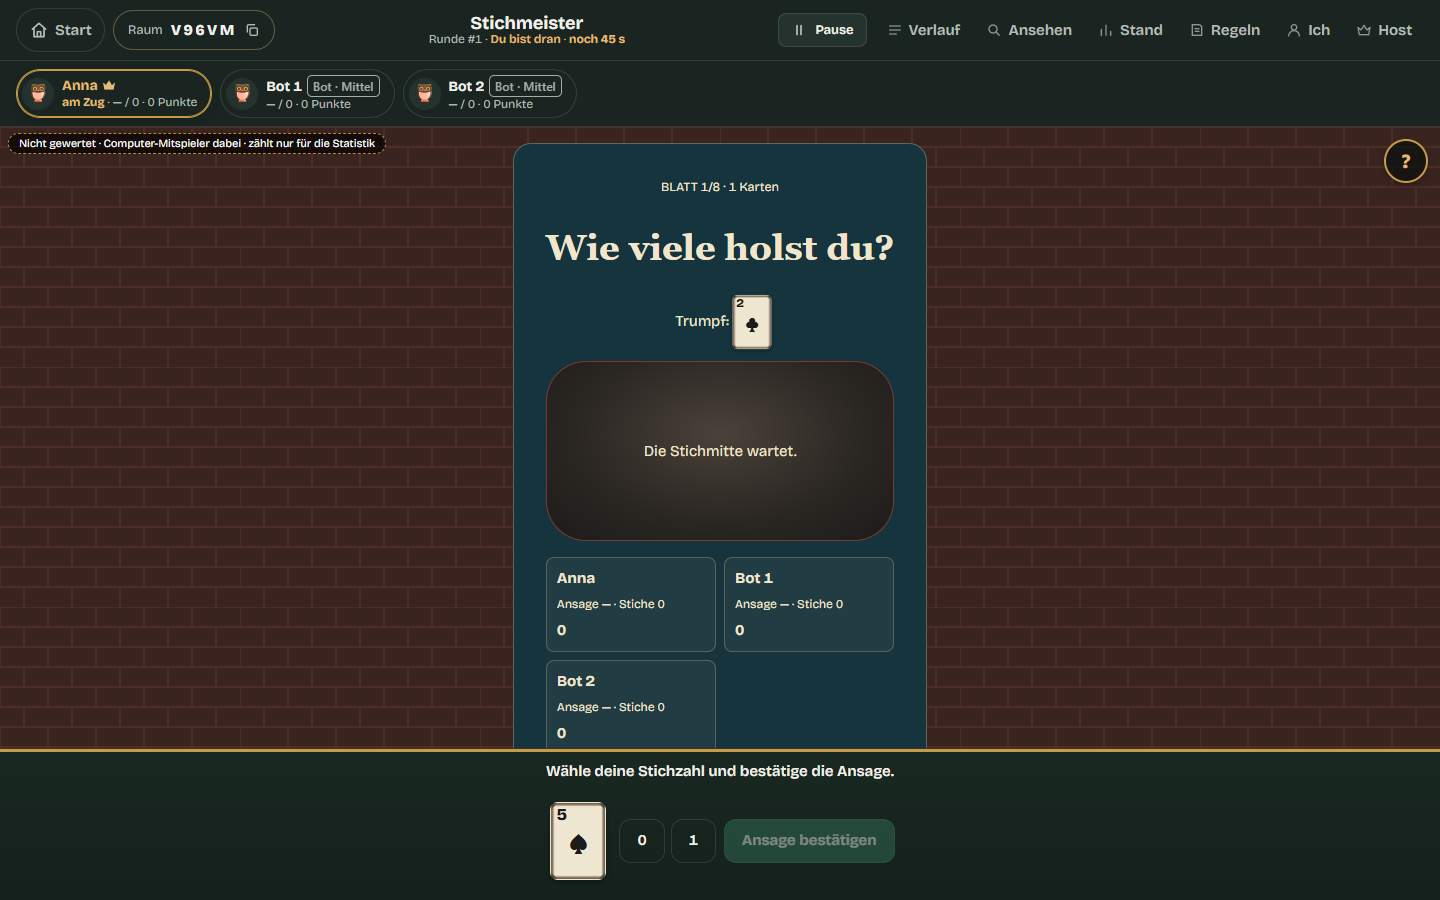 Start
Raum V96VM
Stichmeister
Runde #1 · Du bist dran · noch 45 s
Pause
Verlauf
Ansehen
Stand
Regeln
Ich
Host
Anna
am Zug · – / 0 · 0 Punkte
Bot 1 Bot · Mittel
– / 0 · 0 Punkte
Bot 2 Bot · Mittel
– / 0 · 0 Punkte
Nicht gewertet · Computer-Mitspieler dabei · zählt nur für die Statistik
?
BLATT 1/8 · 1 Karten
Wie viele holst du?
Trumpf: 2
Die Stichmitte wartet.
Anna
Ansage – · Stiche 0
0
Bot 1
Ansage – · Stiche 0
0
Bot 2
Ansage – · Stiche 0
0
Wähle deine Stichzahl und bestätige die Ansage.
5
0
1
Ansage bestätigen